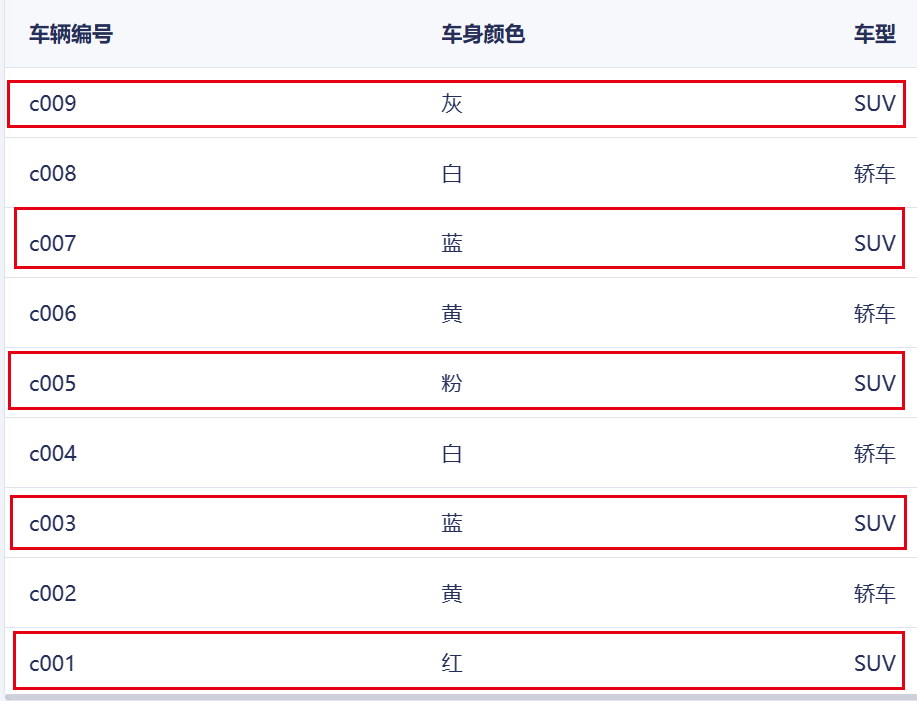 车辆编号 车身颜色 车型
c009 灰 SUV
c008 白 轿车
c007 蓝 SUV
c006 黄 轿车
c005 粉 SUV
c004 白 轿车
c003 蓝 SUV
c002 黄 轿车
c001 红 SUV